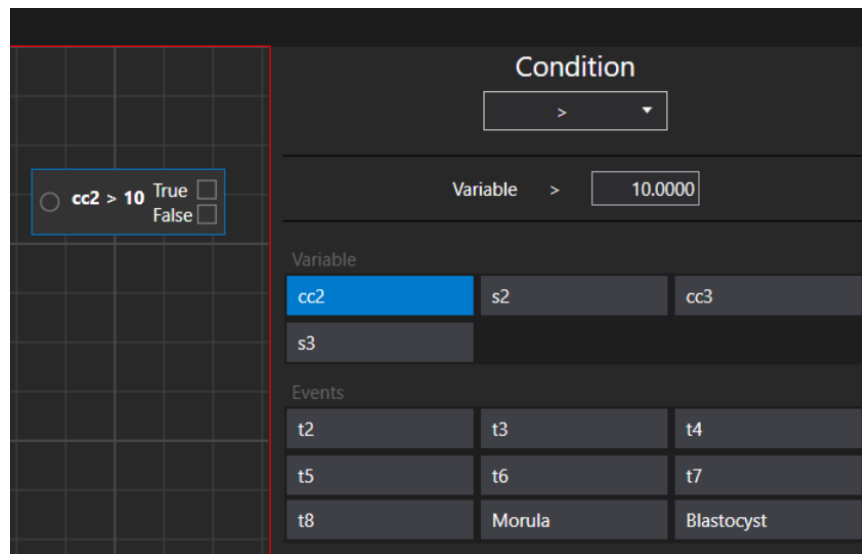 Condition
>
Variable > 10.0000
cc2 > 10 True
False
Variable
cc2 s2 cc3
s3
Events
t2 t3 t4
t5 t6 t7
t8 Morula Blastocyst